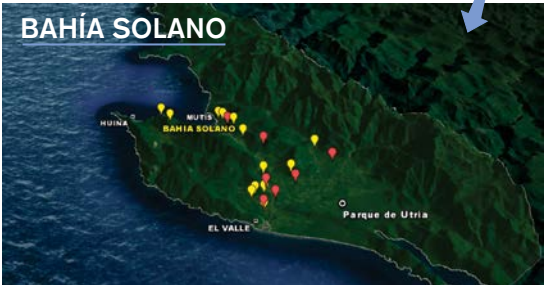 BAHÍA SOLANO
HUINA
MUTIS
BAHIA SOLANO
Parque de Utria
EL VALLE